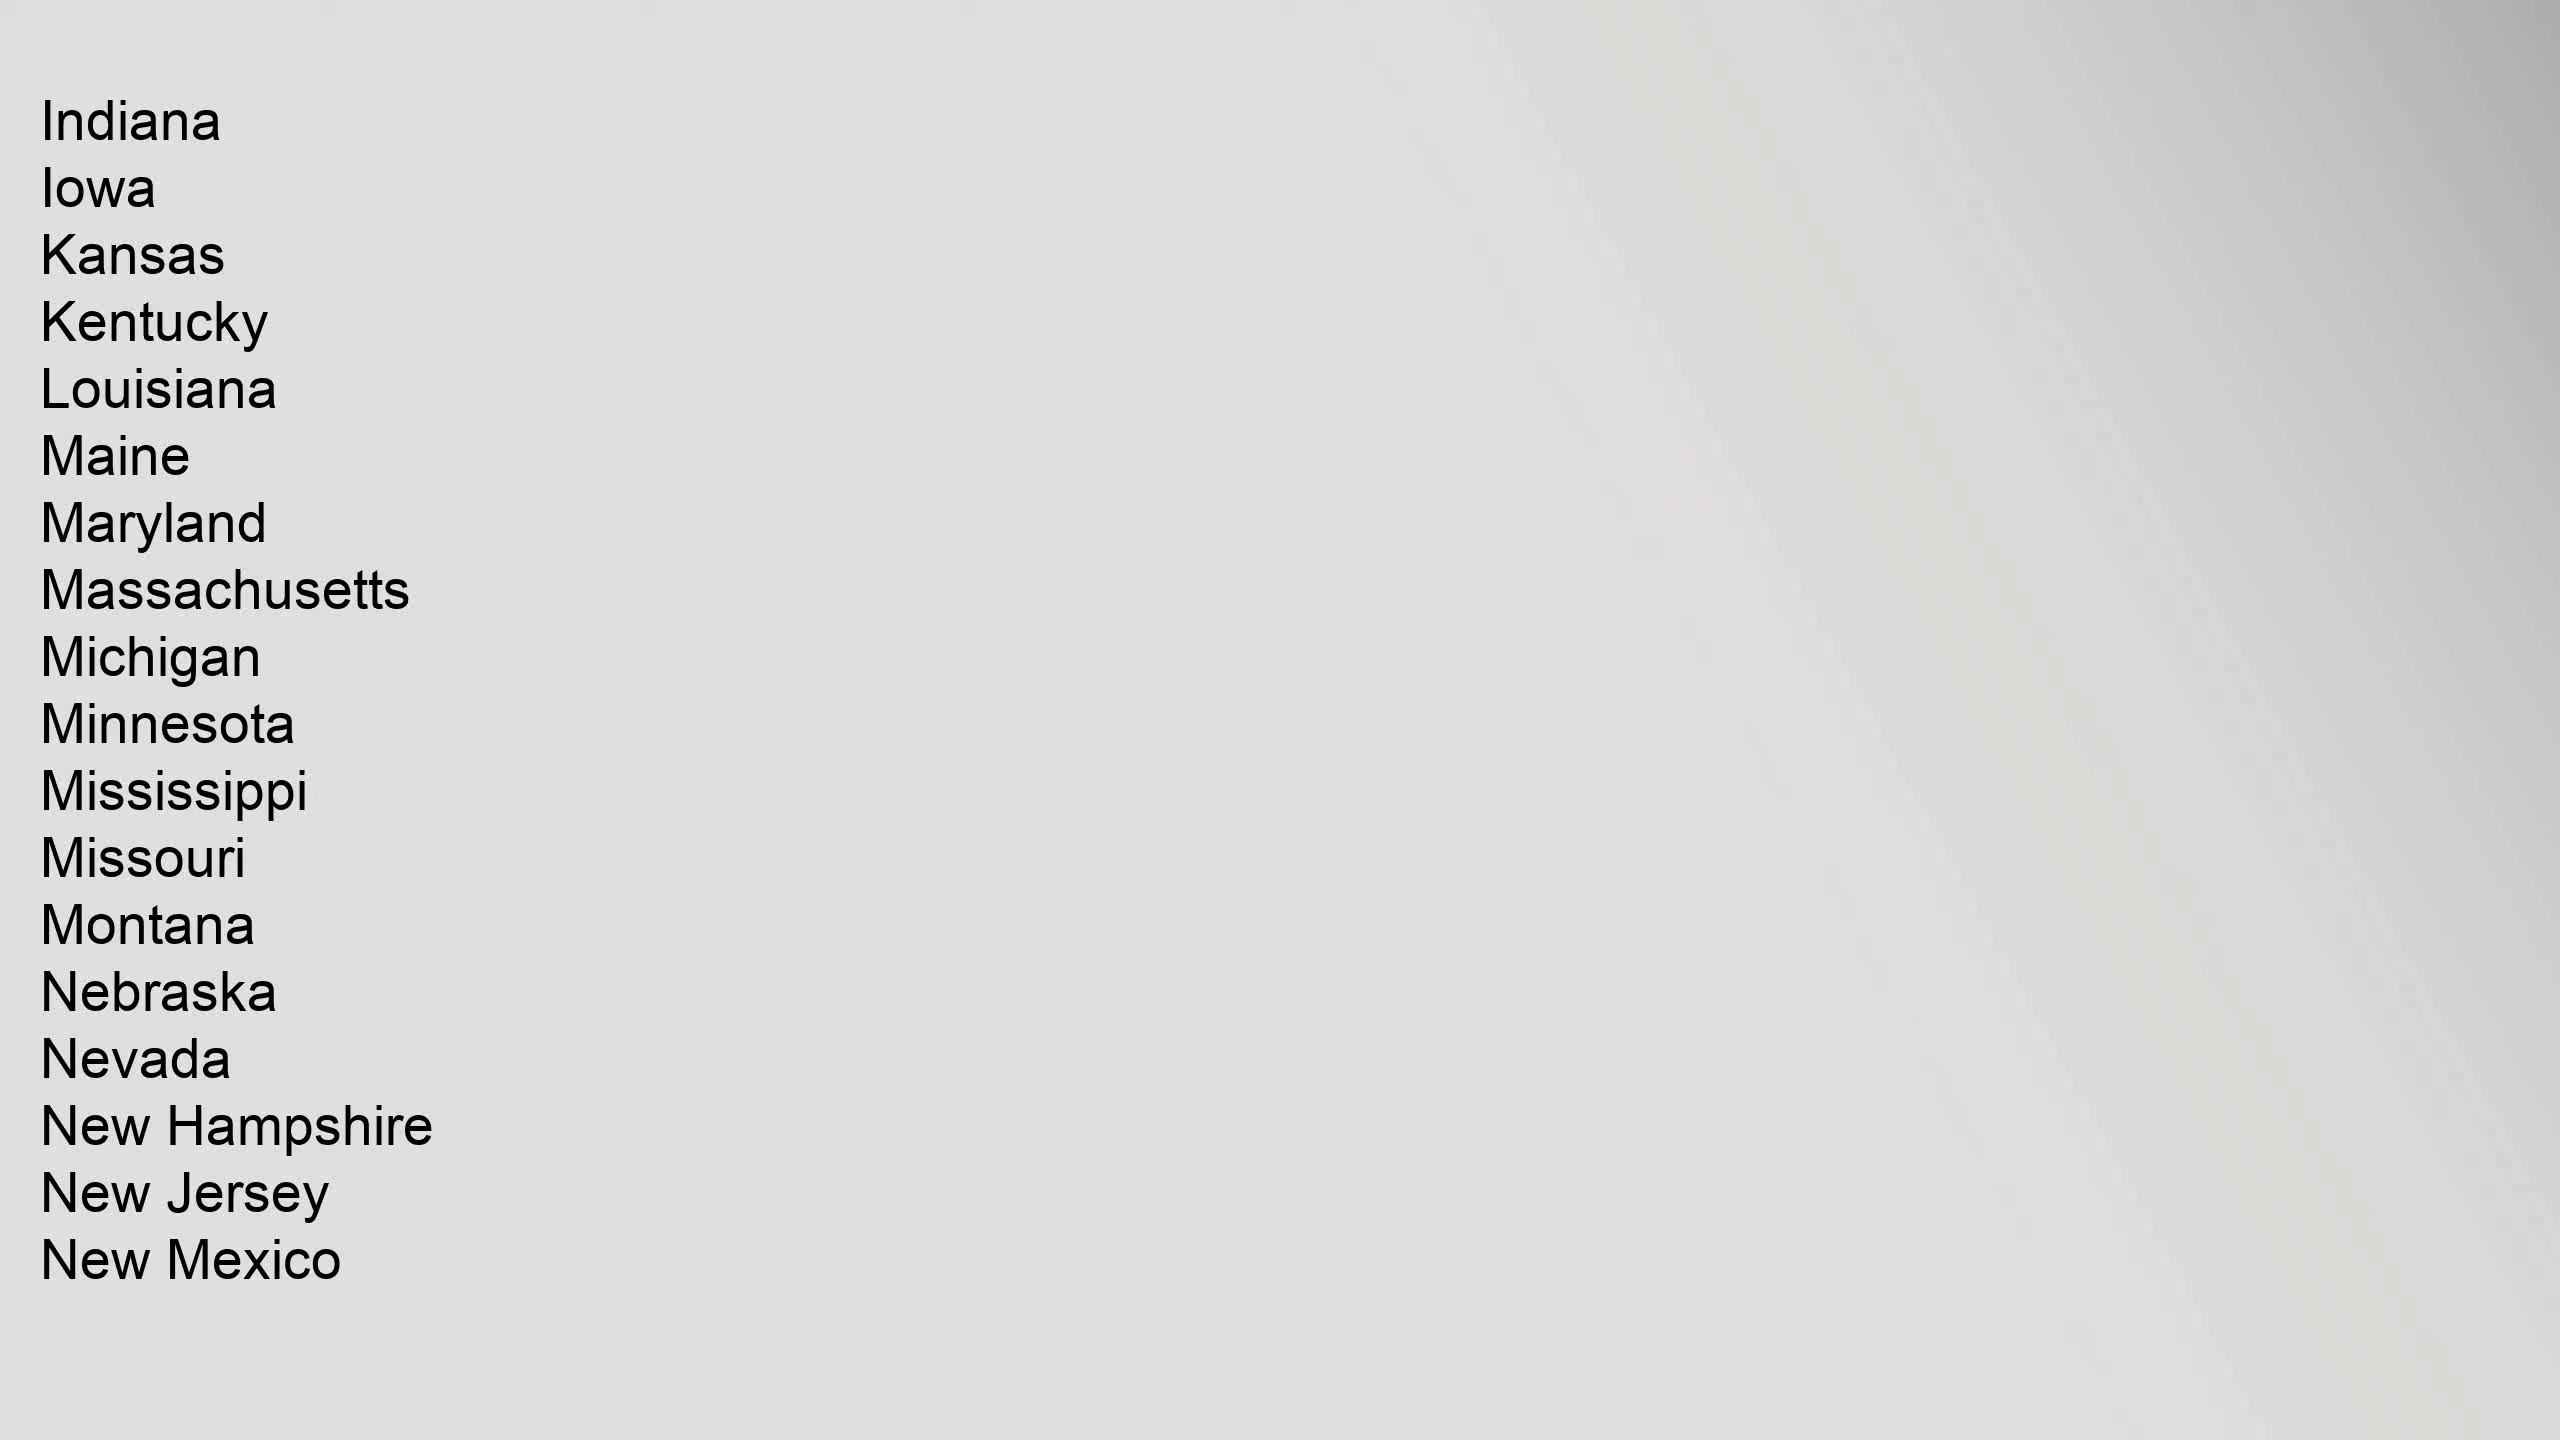 Indiana
Iowa
Kansas
Kentucky
Louisiana
Maine
Maryland
Massachusetts
Michigan
Minnesota
Mississippi
Missouri
Montana
Nebraska
Nevada
New Hampshire
New Jersey
New Mexico